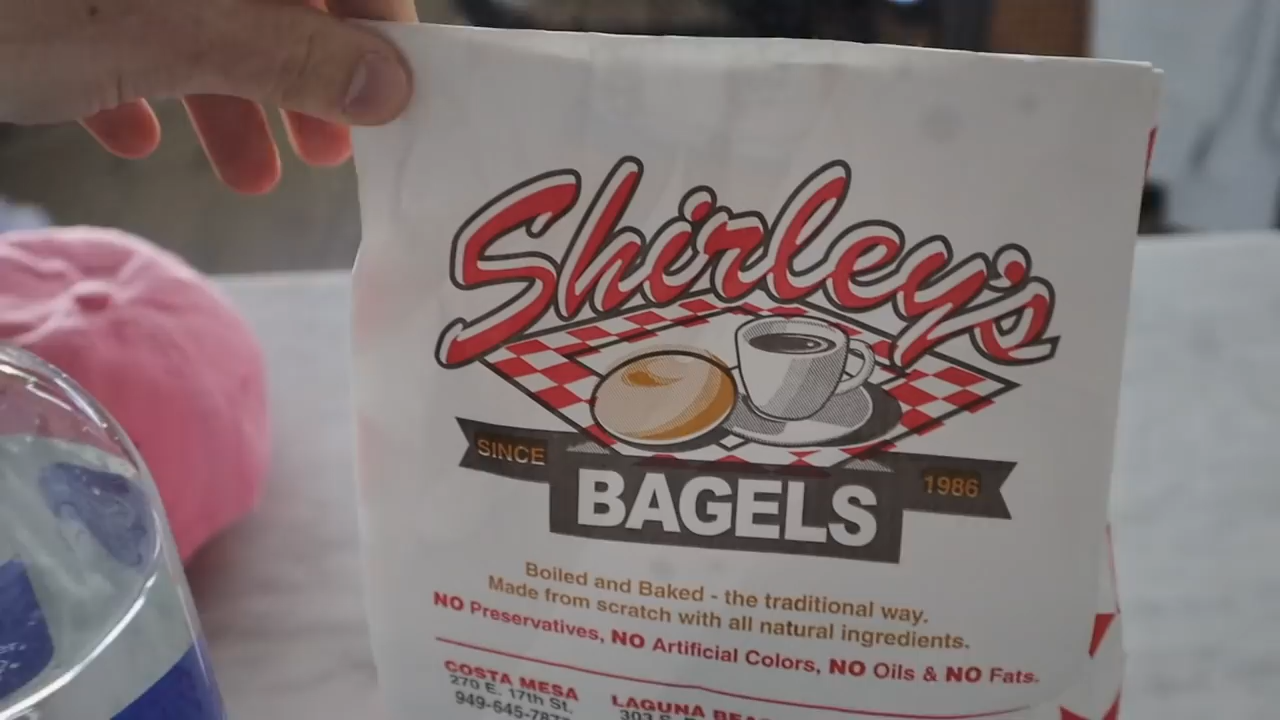 Shirley's
SINCE
1986
BAGELS
Boiled and Baked - the traditional way.
Made from scratch with all natural ingredients.
NO Preservatives, NO Artificial Colors, NO Oils & NO Fats.
COSTA MESA
270 E. 17th St.
LAGUNA